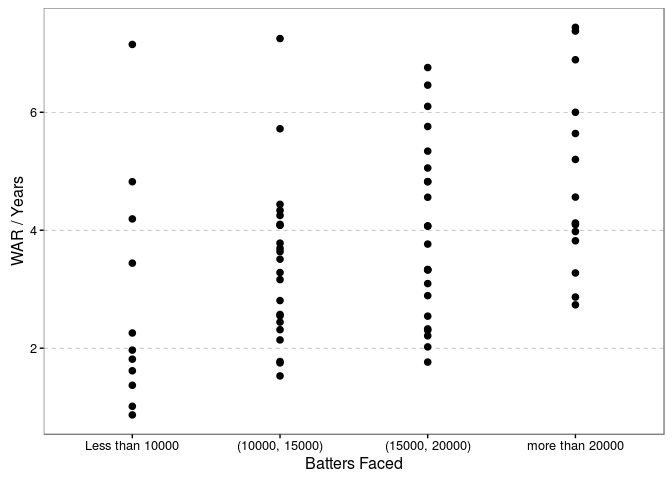 WAR / Years
6
4
2
Less than 10000 (10000, 15000) (15000, 20000) more than 20000
Batters Faced